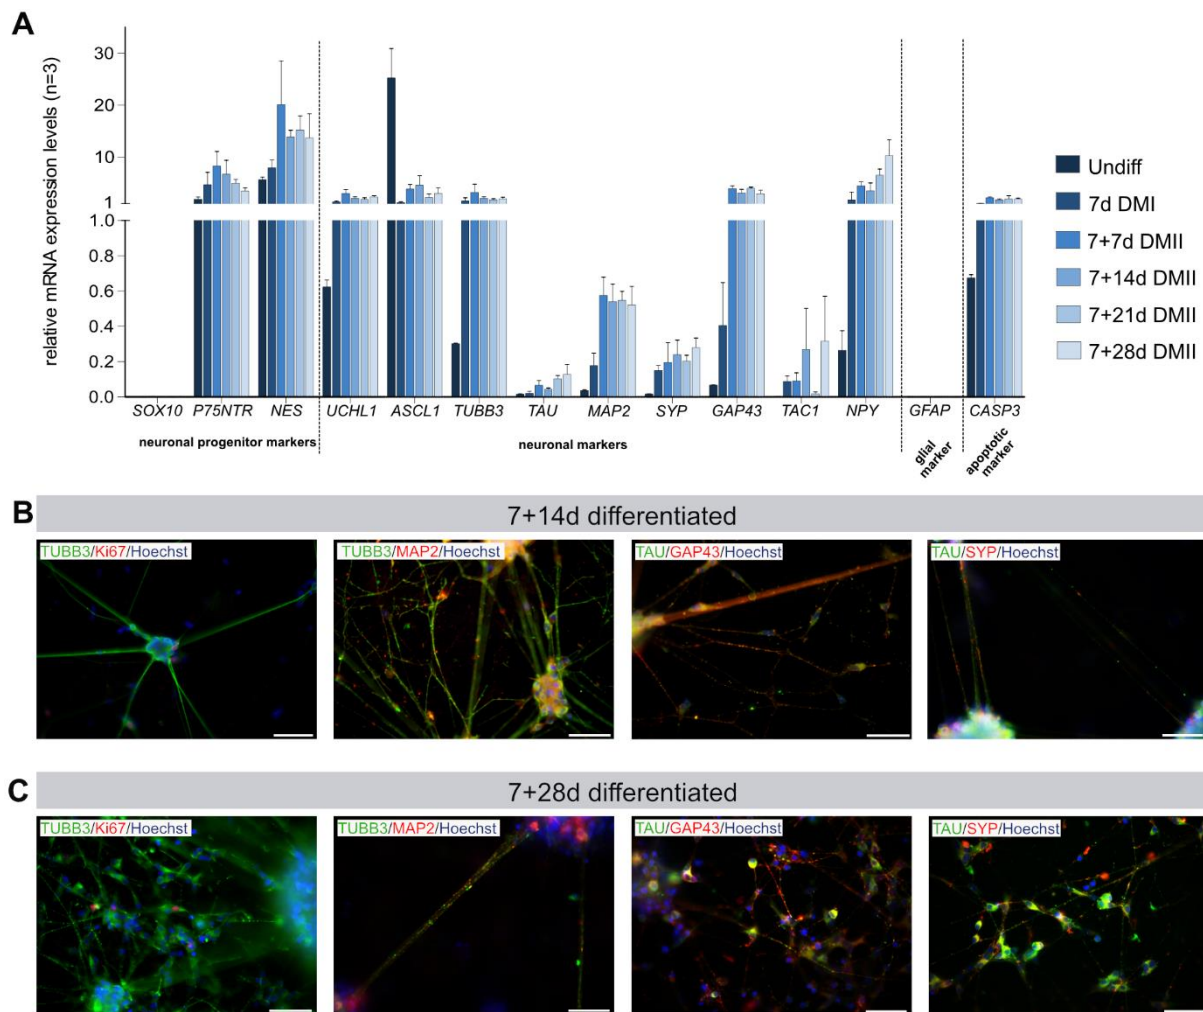 A
relative mRNA expression levels (n=3)
30
20
10
1
1.0
0.8
0.6
0.4
0.2
0.0
SOX10 P75NTR NES UCHL1 ASCL1 TUBB3 TAU MAP2 SYP GAP43 TAC1 NPY GFAP CASP3
neuronal progenitor markers
neuronal markers
glial
marker
apoptotic
marker
Undiff
7d DMI
7+7d DMII
7+14d DMII
7+21d DMII
7+28d DMII
B
7+14d differentiated
TUBB3/Ki67/Hoechst
TUBB3/MAP2/Hoechst
TAU/GAP43/Hoechst
TAU/SYP/Hoechst
C
7+28d differentiated
TUBB3/Ki67/Hoechst
TUBB3/MAP2/Hoechst
TAU/GAP43/Hoechst
TAU/SYP/Hoechst